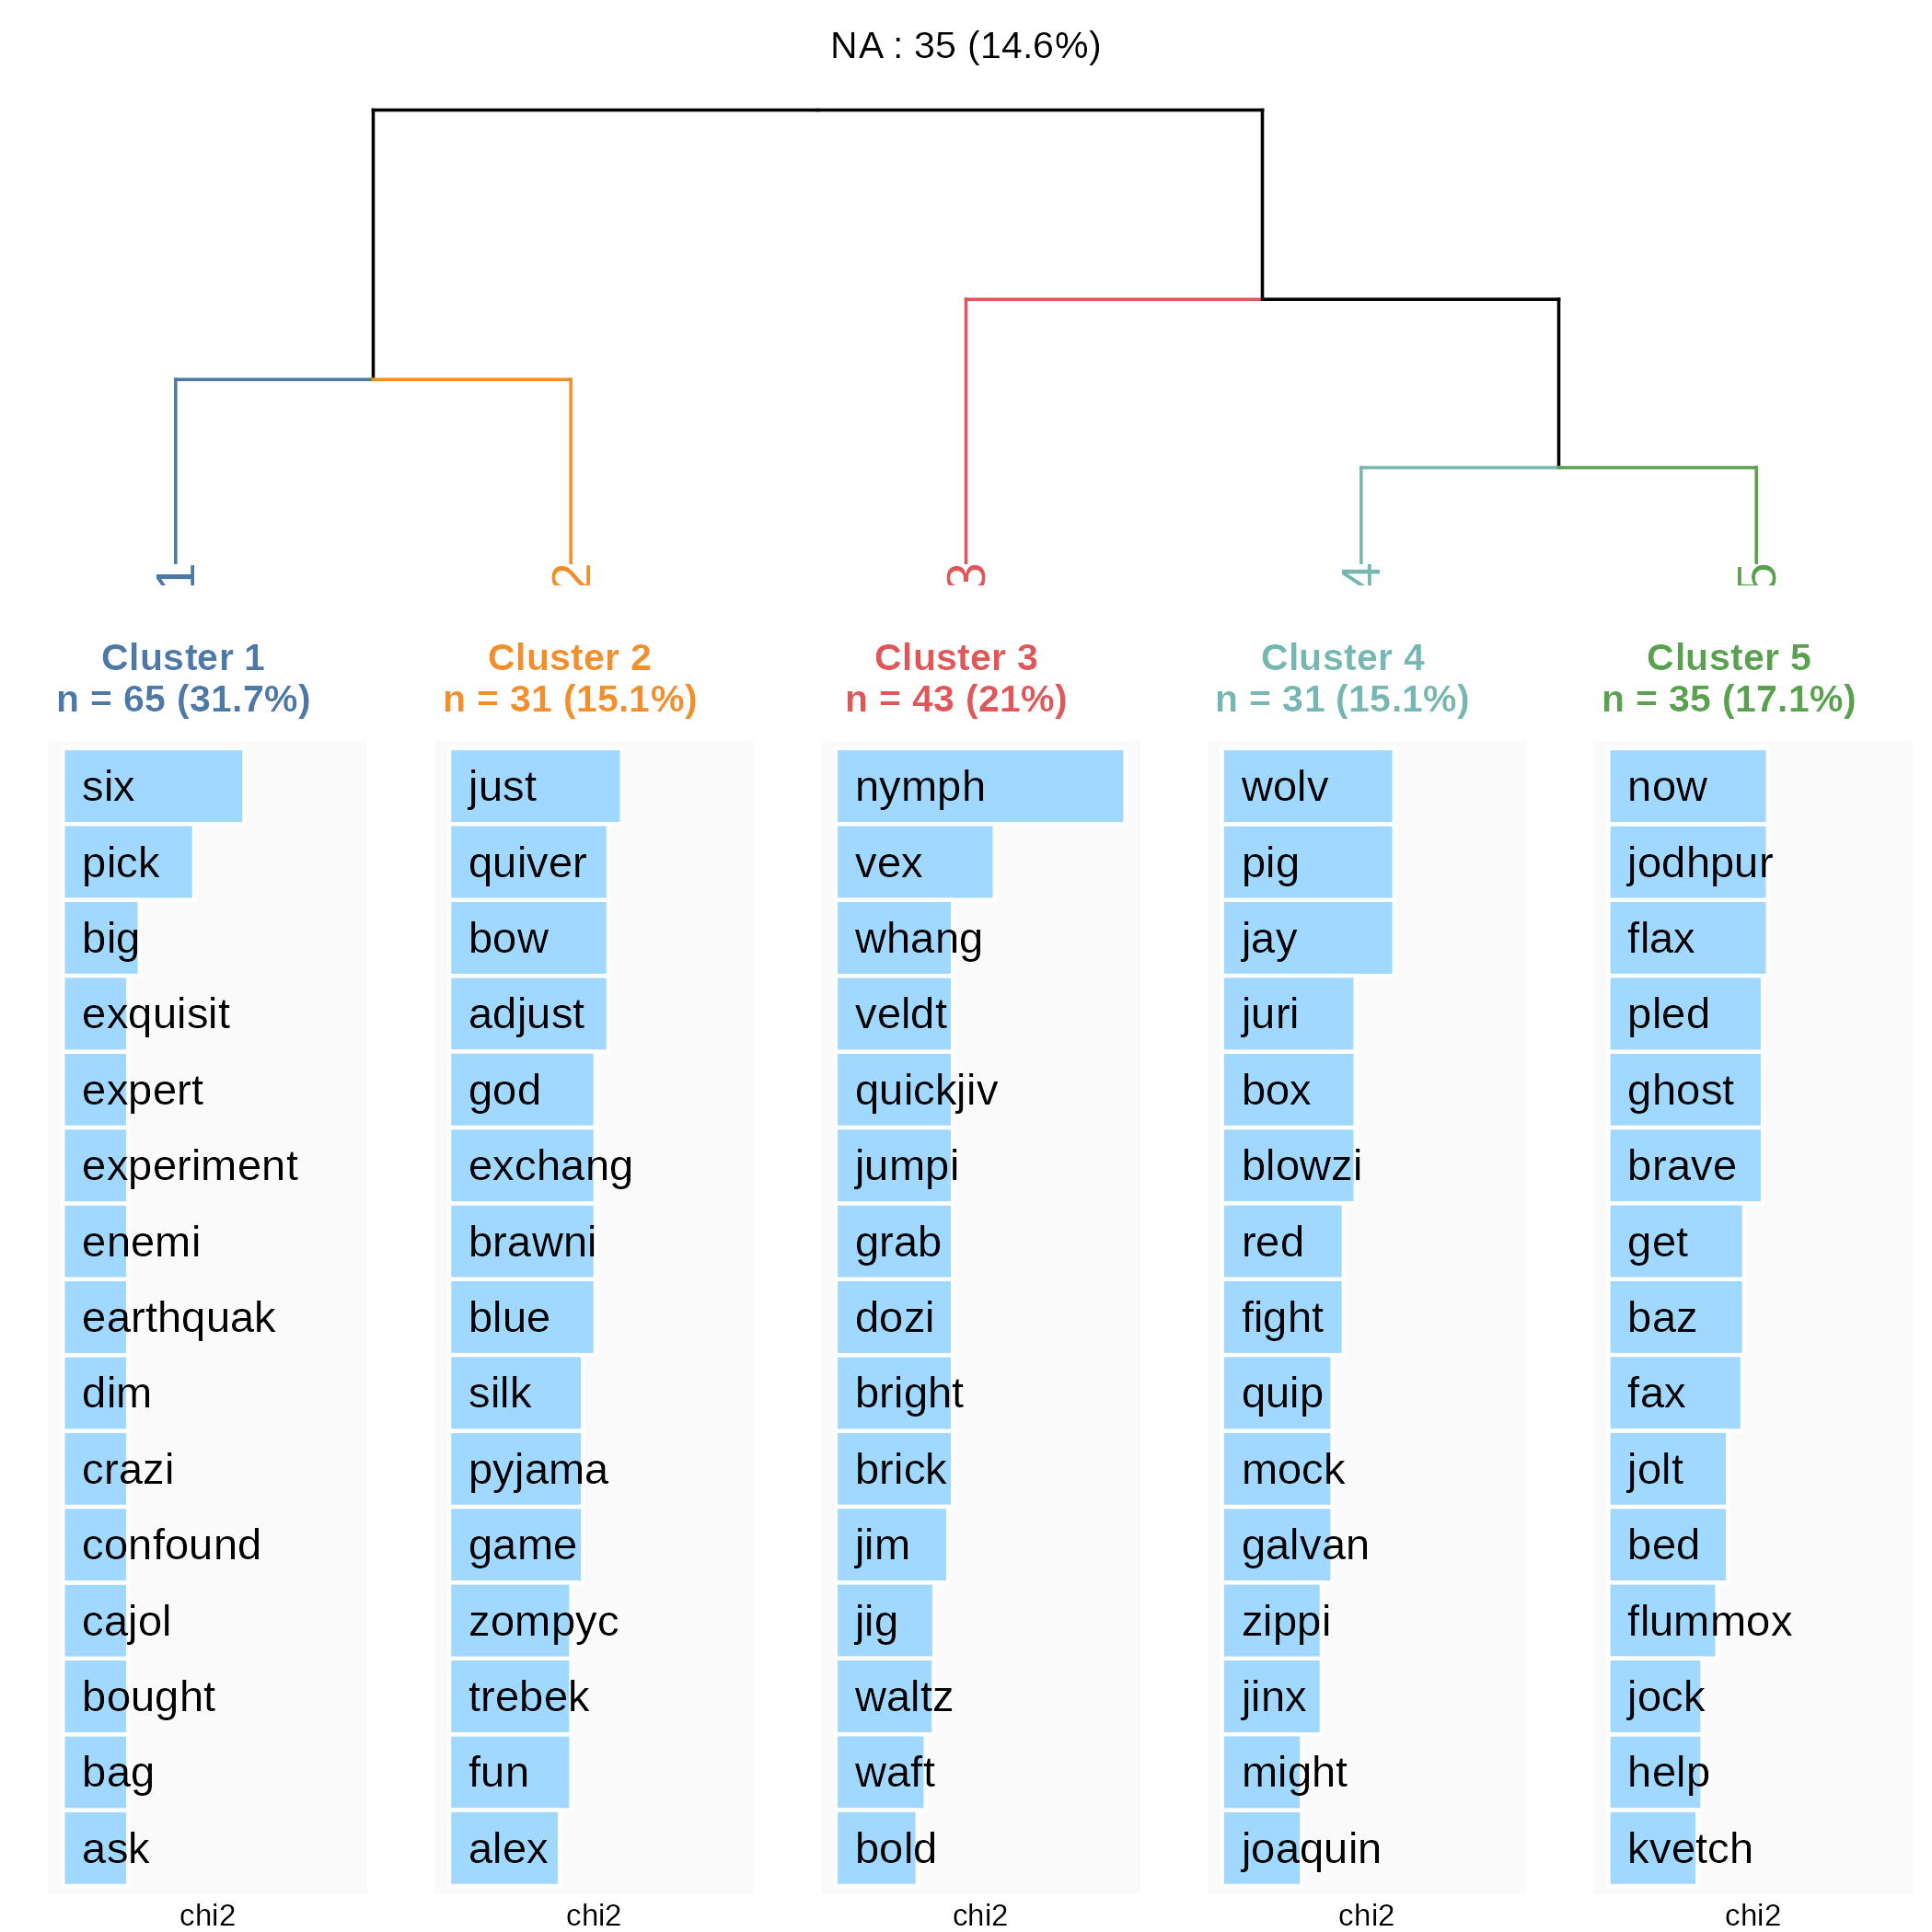 NA : 35 (14.6%)
1
2
3
4
5
Cluster 1
n = 65 (31.7%)
six
pick
big
exquisit
expert
experiment
enemi
earthquak
dim
crazi
confound
cajol
bought
bag
ask
chi2
Cluster 2
n = 31 (15.1%)
just
quiver
bow
adjust
god
exchang
brawni
blue
silk
pyjama
game
zompyc
trebek
fun
alex
chi2
Cluster 3
n = 43 (21%)
nymph
vex
whang
veldt
quickjiv
jumpi
grab
dozi
bright
brick
jim
jig
waltz
waft
bold
chi2
Cluster 4
n = 31 (15.1%)
wolv
pig
jay
juri
box
blowzi
red
fight
quip
mock
galvan
zippi
jinx
might
joaquin
chi2
Cluster 5
n = 35 (17.1%)
now
jodhpur
flax
pled
ghost
brave
get
baz
fax
jolt
bed
flummox
jock
help
kvetch
chi2